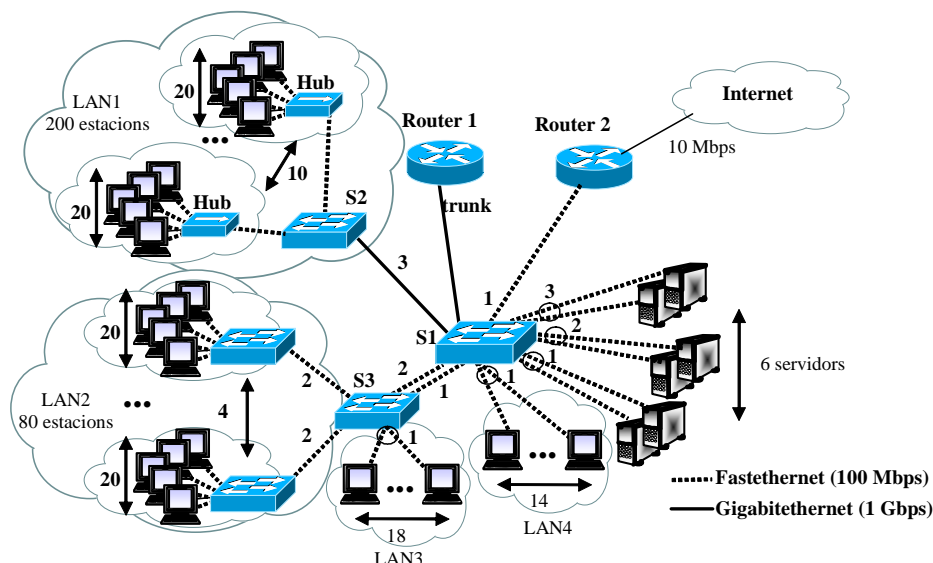 20
Hub
LAN1
200 estacions
•••
10
20
Hub
S2
Router 1
trunk
Router 2
Internet
10 Mbps
3
1
S1
3
2
1
1
6 servidors
20
2
S3
2
1
LAN2
80 estacions
•••
4
2
20
1
•••
18
LAN3
•••
14
LAN4
Fastethernet (100 Mbps)
Gigabitethernet (1 Gbps)